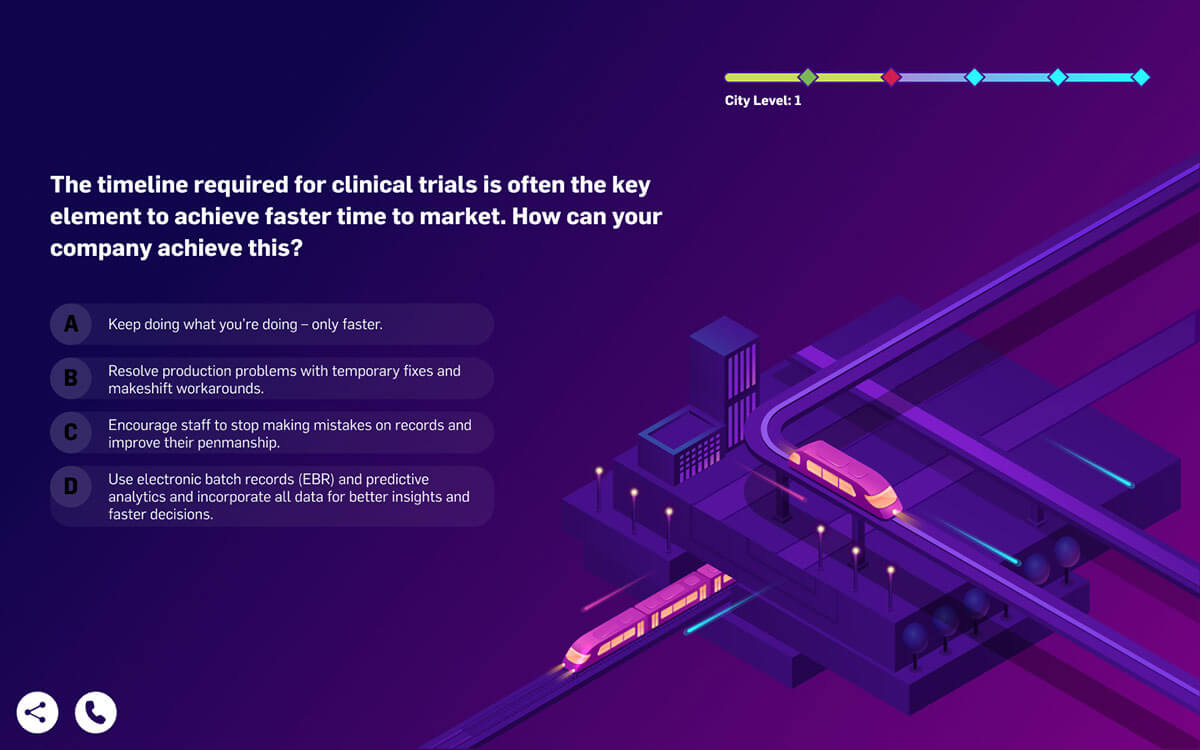 City Level: 1
The timeline required for clinical trials is often the key
element to achieve faster time to market. How can your
company achieve this?
A
Keep doing what you’re doing – only faster.
B
Resolve production problems with temporary fixes and
makeshift workarounds.
C
Encourage staff to stop making mistakes on records and
improve their penmanship.
D
Use electronic batch records (EBR) and predictive
analytics and incorporate all data for better insights and
faster decisions.